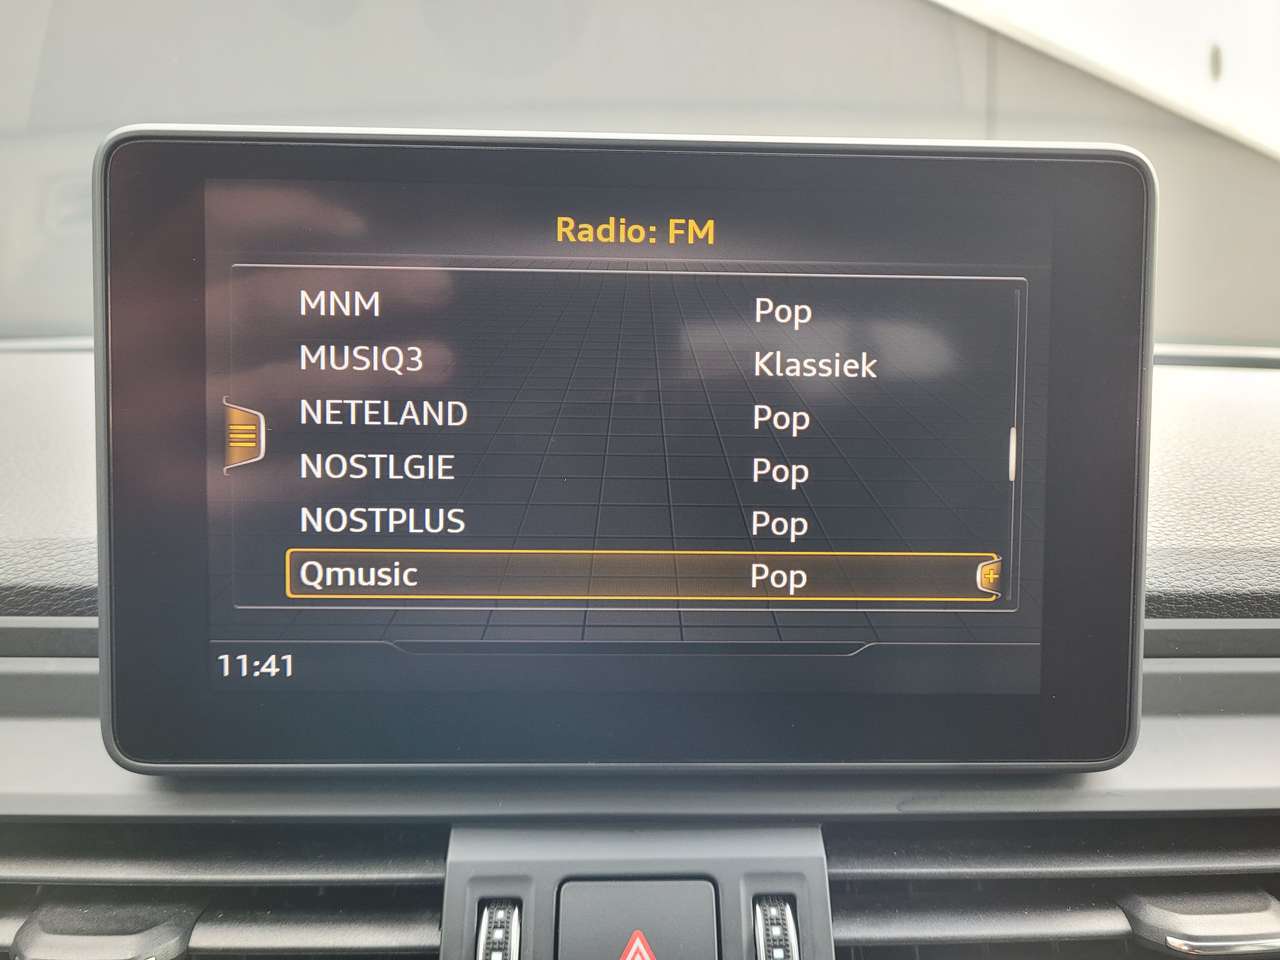 Radio: FM
MNM Pop
MUSIQ3 Klassiek
NETELAND Pop
NOSTLGIE Pop
NOSTPLUS Pop
Qmusic Pop
11:41